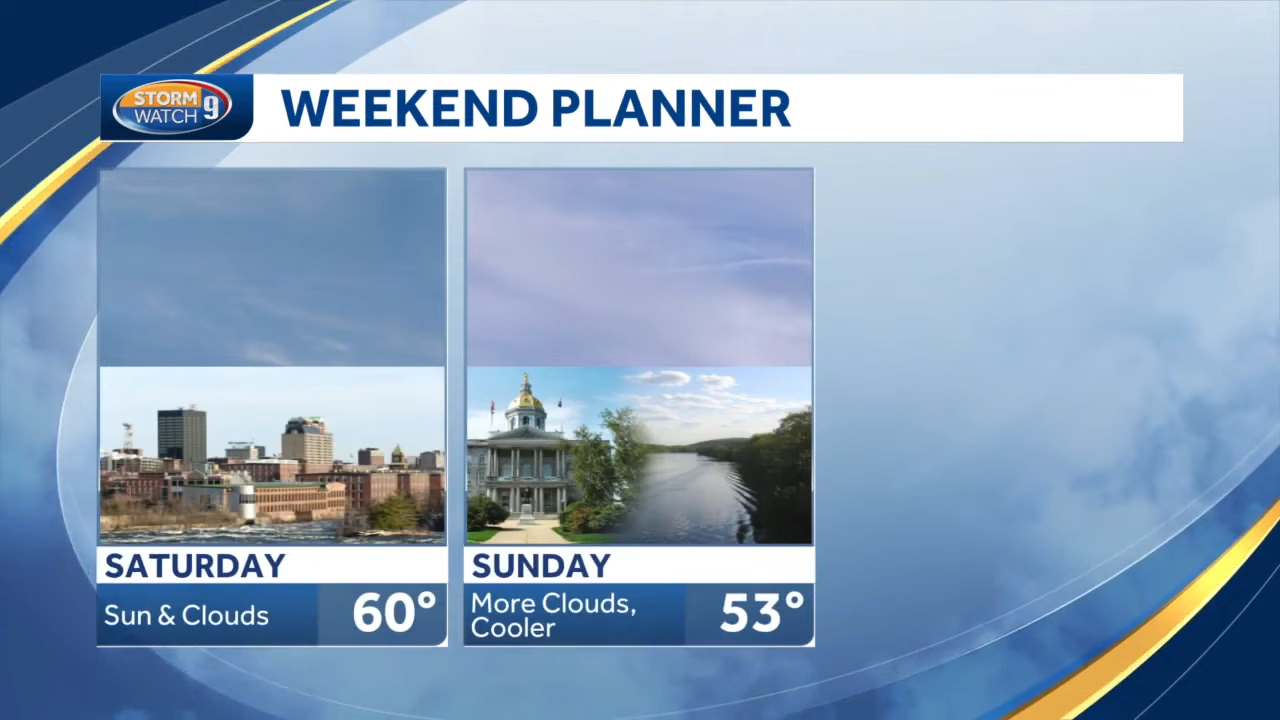 STORM
WATCH 9
WEEKEND PLANNER
SATURDAY
Sun & Clouds
60°
SUNDAY
More Clouds,
Cooler
53°